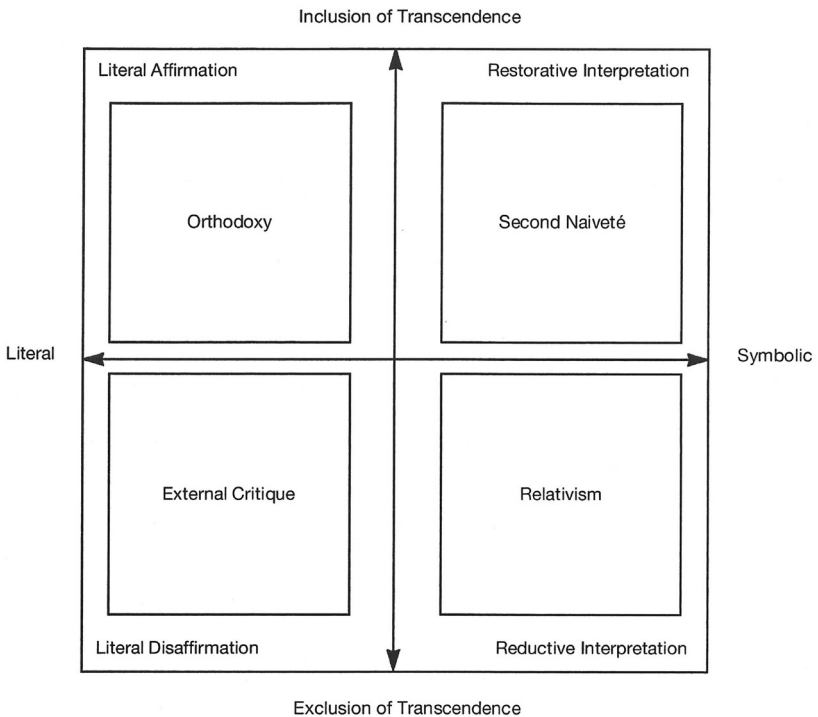 Inclusion of Transcendence
Literal Affirmation
Restorative Interpretation
Orthodoxy
Second Naiveté
Literal
Symbolic
External Critique
Relativism
Literal Disaffirmation
Reductive Interpretation
Exclusion of Transcendence